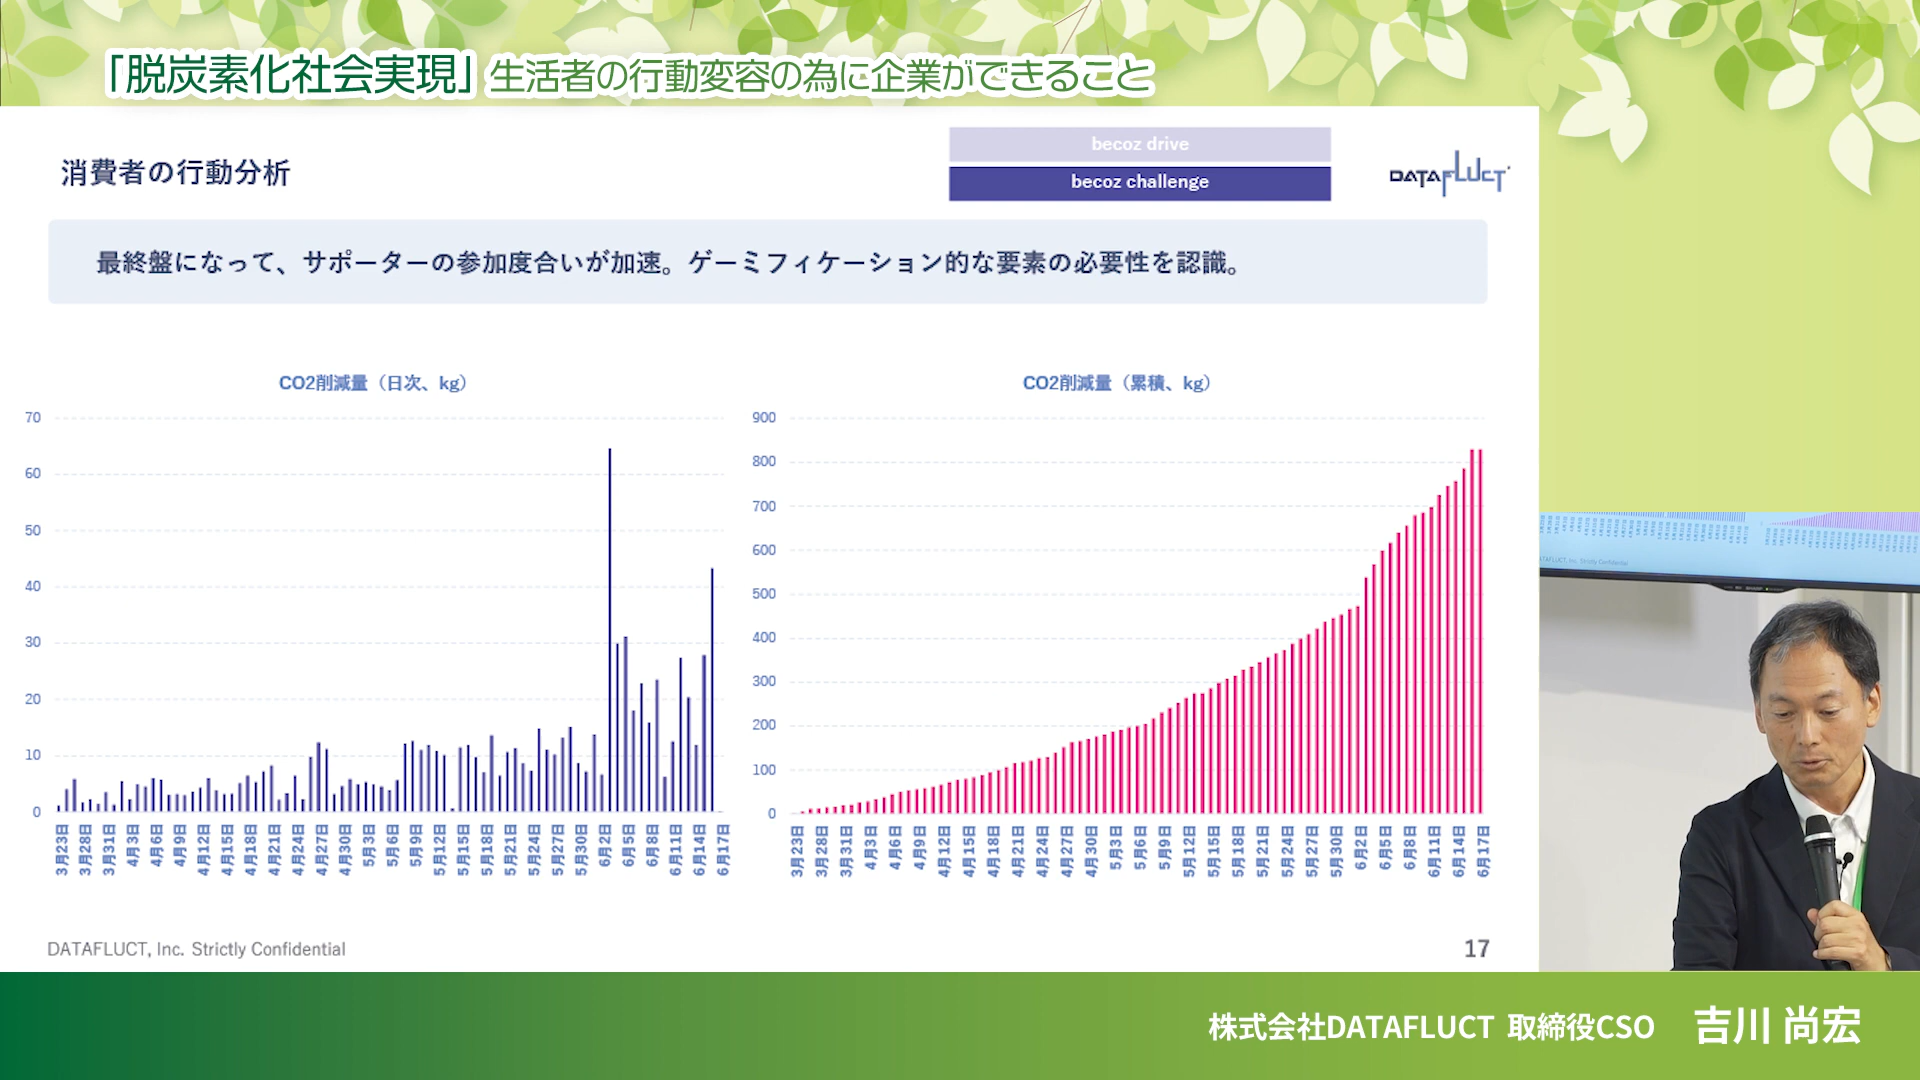 「脱炭素化社会実現」生活者の行動変容の為に企業ができること
消費者の行動分析
becoz drive
becoz challenge
DATAFLUCT
最終盤になって、サポーターの参加度合いが加速。ゲーミフィケーション的な要素の必要性を認識。
CO2削減量（日次、kg）
70
60
50
40
30
20
10
0
3月23日 3月28日 3月31日 4月3日 4月6日 4月9日 4月12日 4月15日 4月18日 4月21日 4月24日 4月27日 4月30日 5月3日 5月6日 5月9日 5月12日 5月15日 5月18日 5月21日 5月24日 5月27日 5月30日 6月2日 6月5日 6月8日 6月11日 6月14日 6月17日
CO2削減量（累積、kg）
900
800
700
600
500
400
300
200
100
0
3月23日 3月28日 3月31日 4月3日 4月6日 4月9日 4月12日 4月15日 4月18日 4月21日 4月24日 4月27日 4月30日 5月3日 5月6日 5月9日 5月12日 5月15日 5月18日 5月21日 5月24日 5月27日 5月30日 6月2日 6月5日 6月8日 6月11日 6月14日 6月17日
DATAFLUCT, Inc. Strictly Confidential
17
株式会社DATAFLUCT 取締役CSO 吉川 尚宏